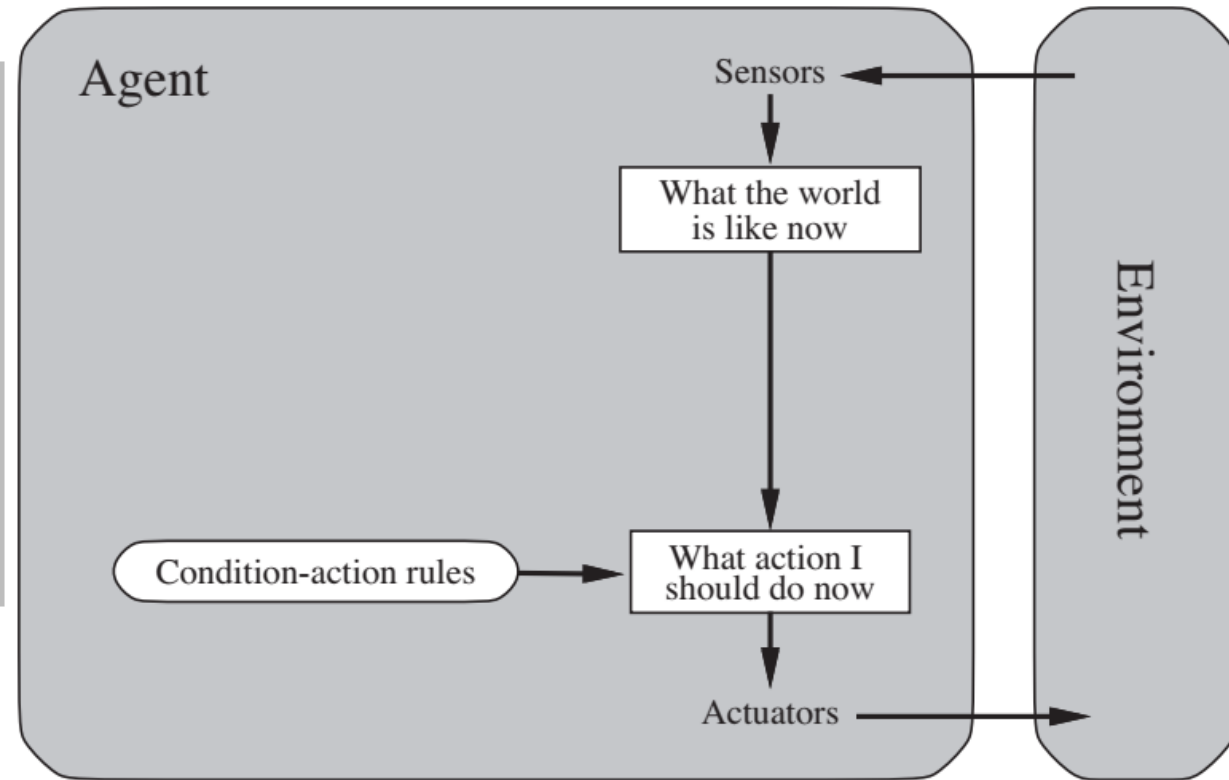 Agent
Sensors
What the world
is like now
Condition-action rules
What action I
should do now
Actuators
Environment